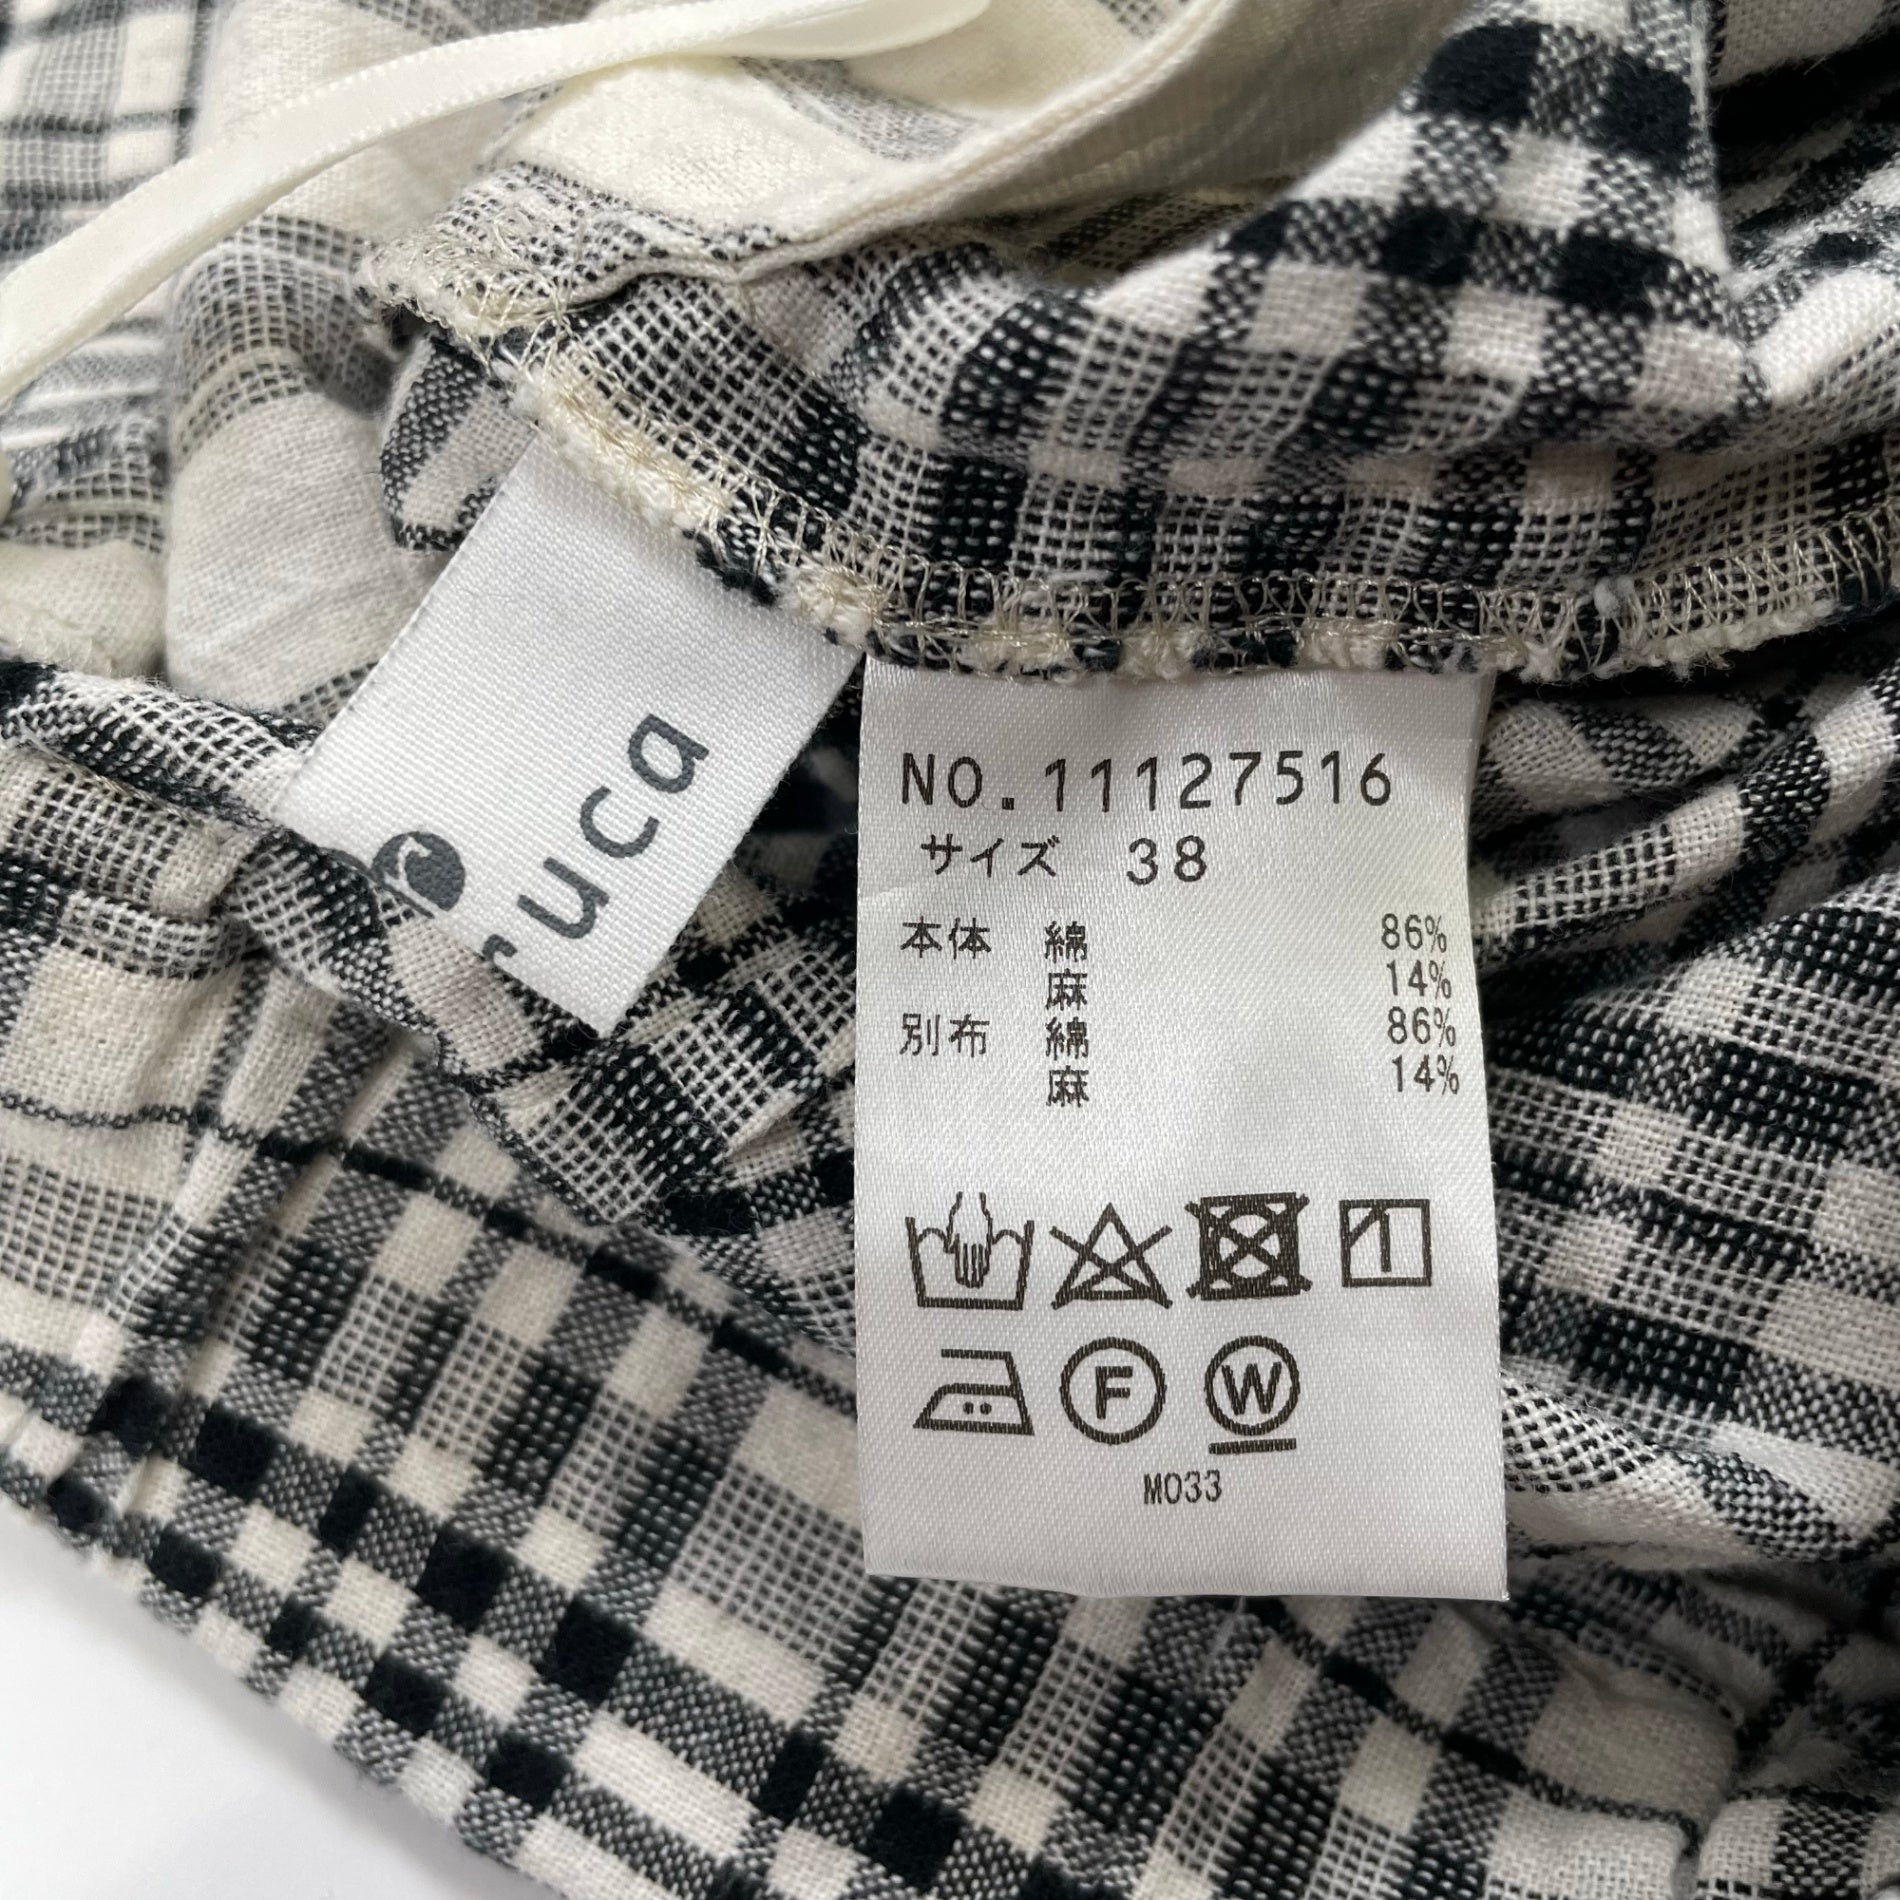 ruca
NO.11127516
サイズ 38
本体 綿 86%
麻 14%
別布 綿 86%
麻 14%
F W
M033